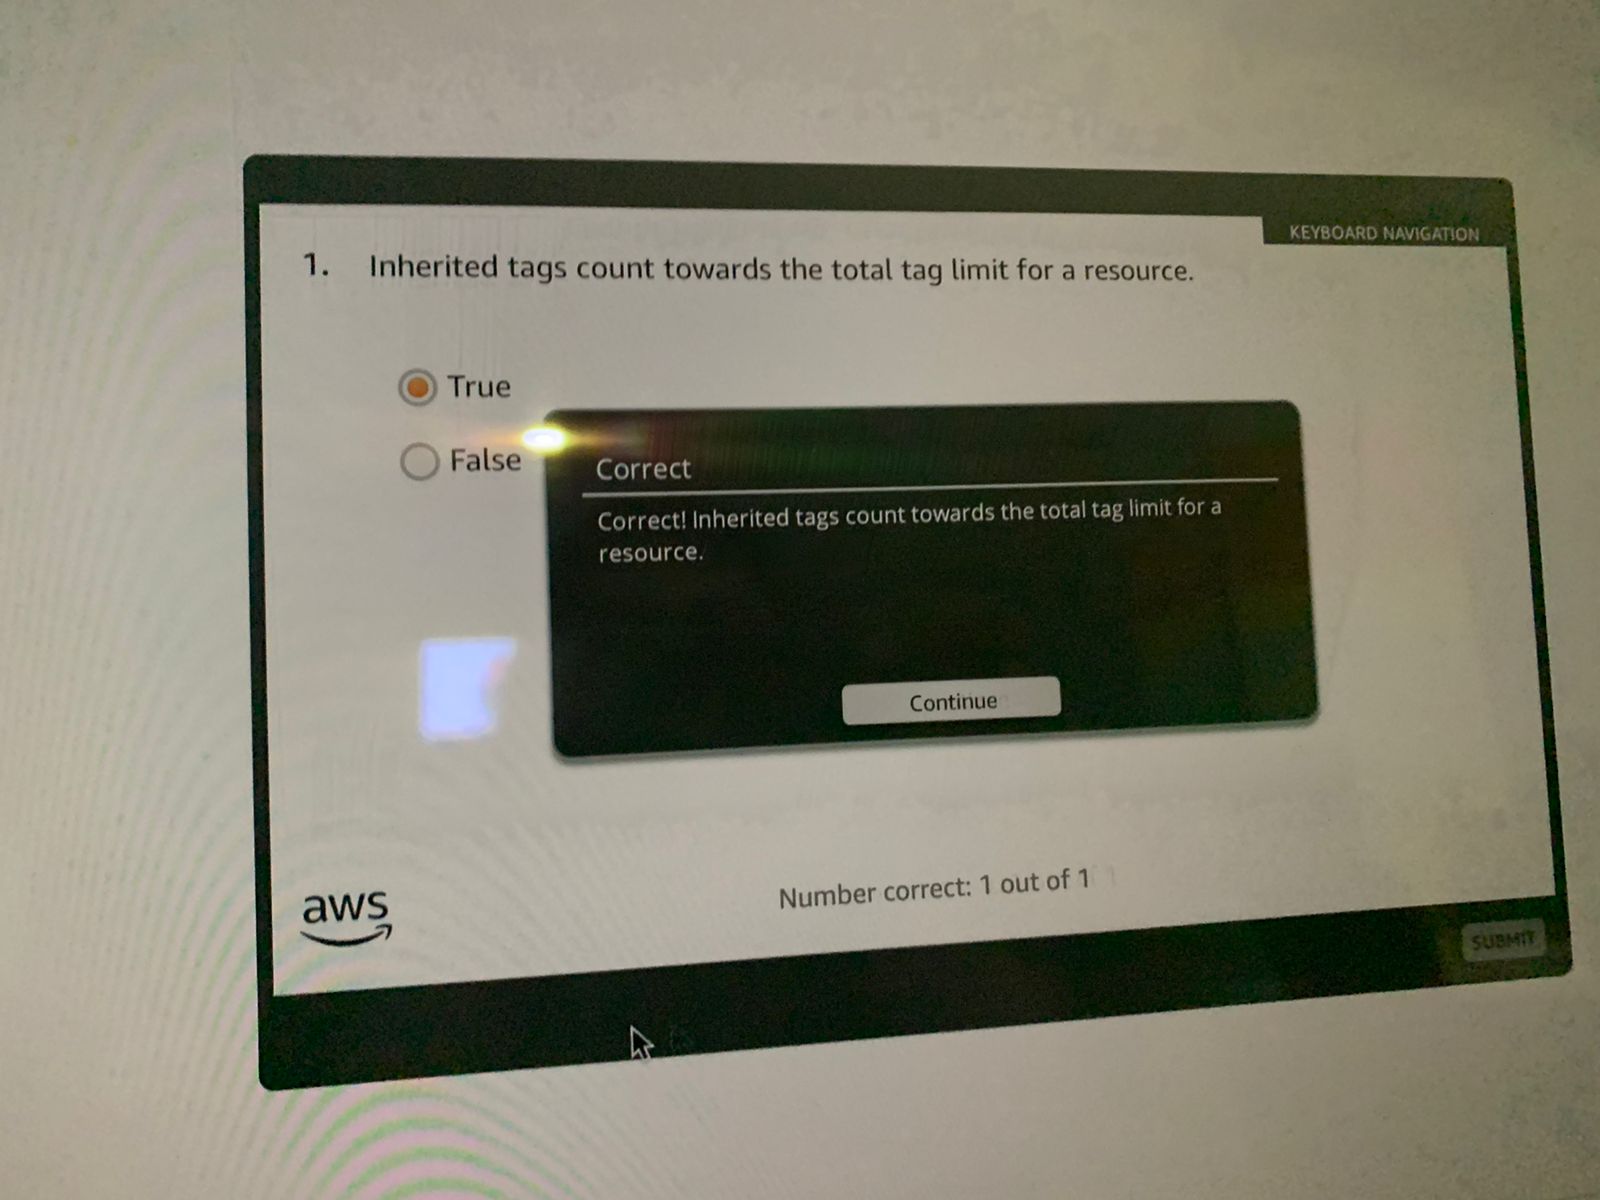 KEYBOARD NAVIGATION
1. Inherited tags count towards the total tag limit for a resource.
True
False
Correct
Correct! Inherited tags count towards the total tag limit for a
resource.
Continue
Number correct: 1 out of 1
aws
SUBMIT